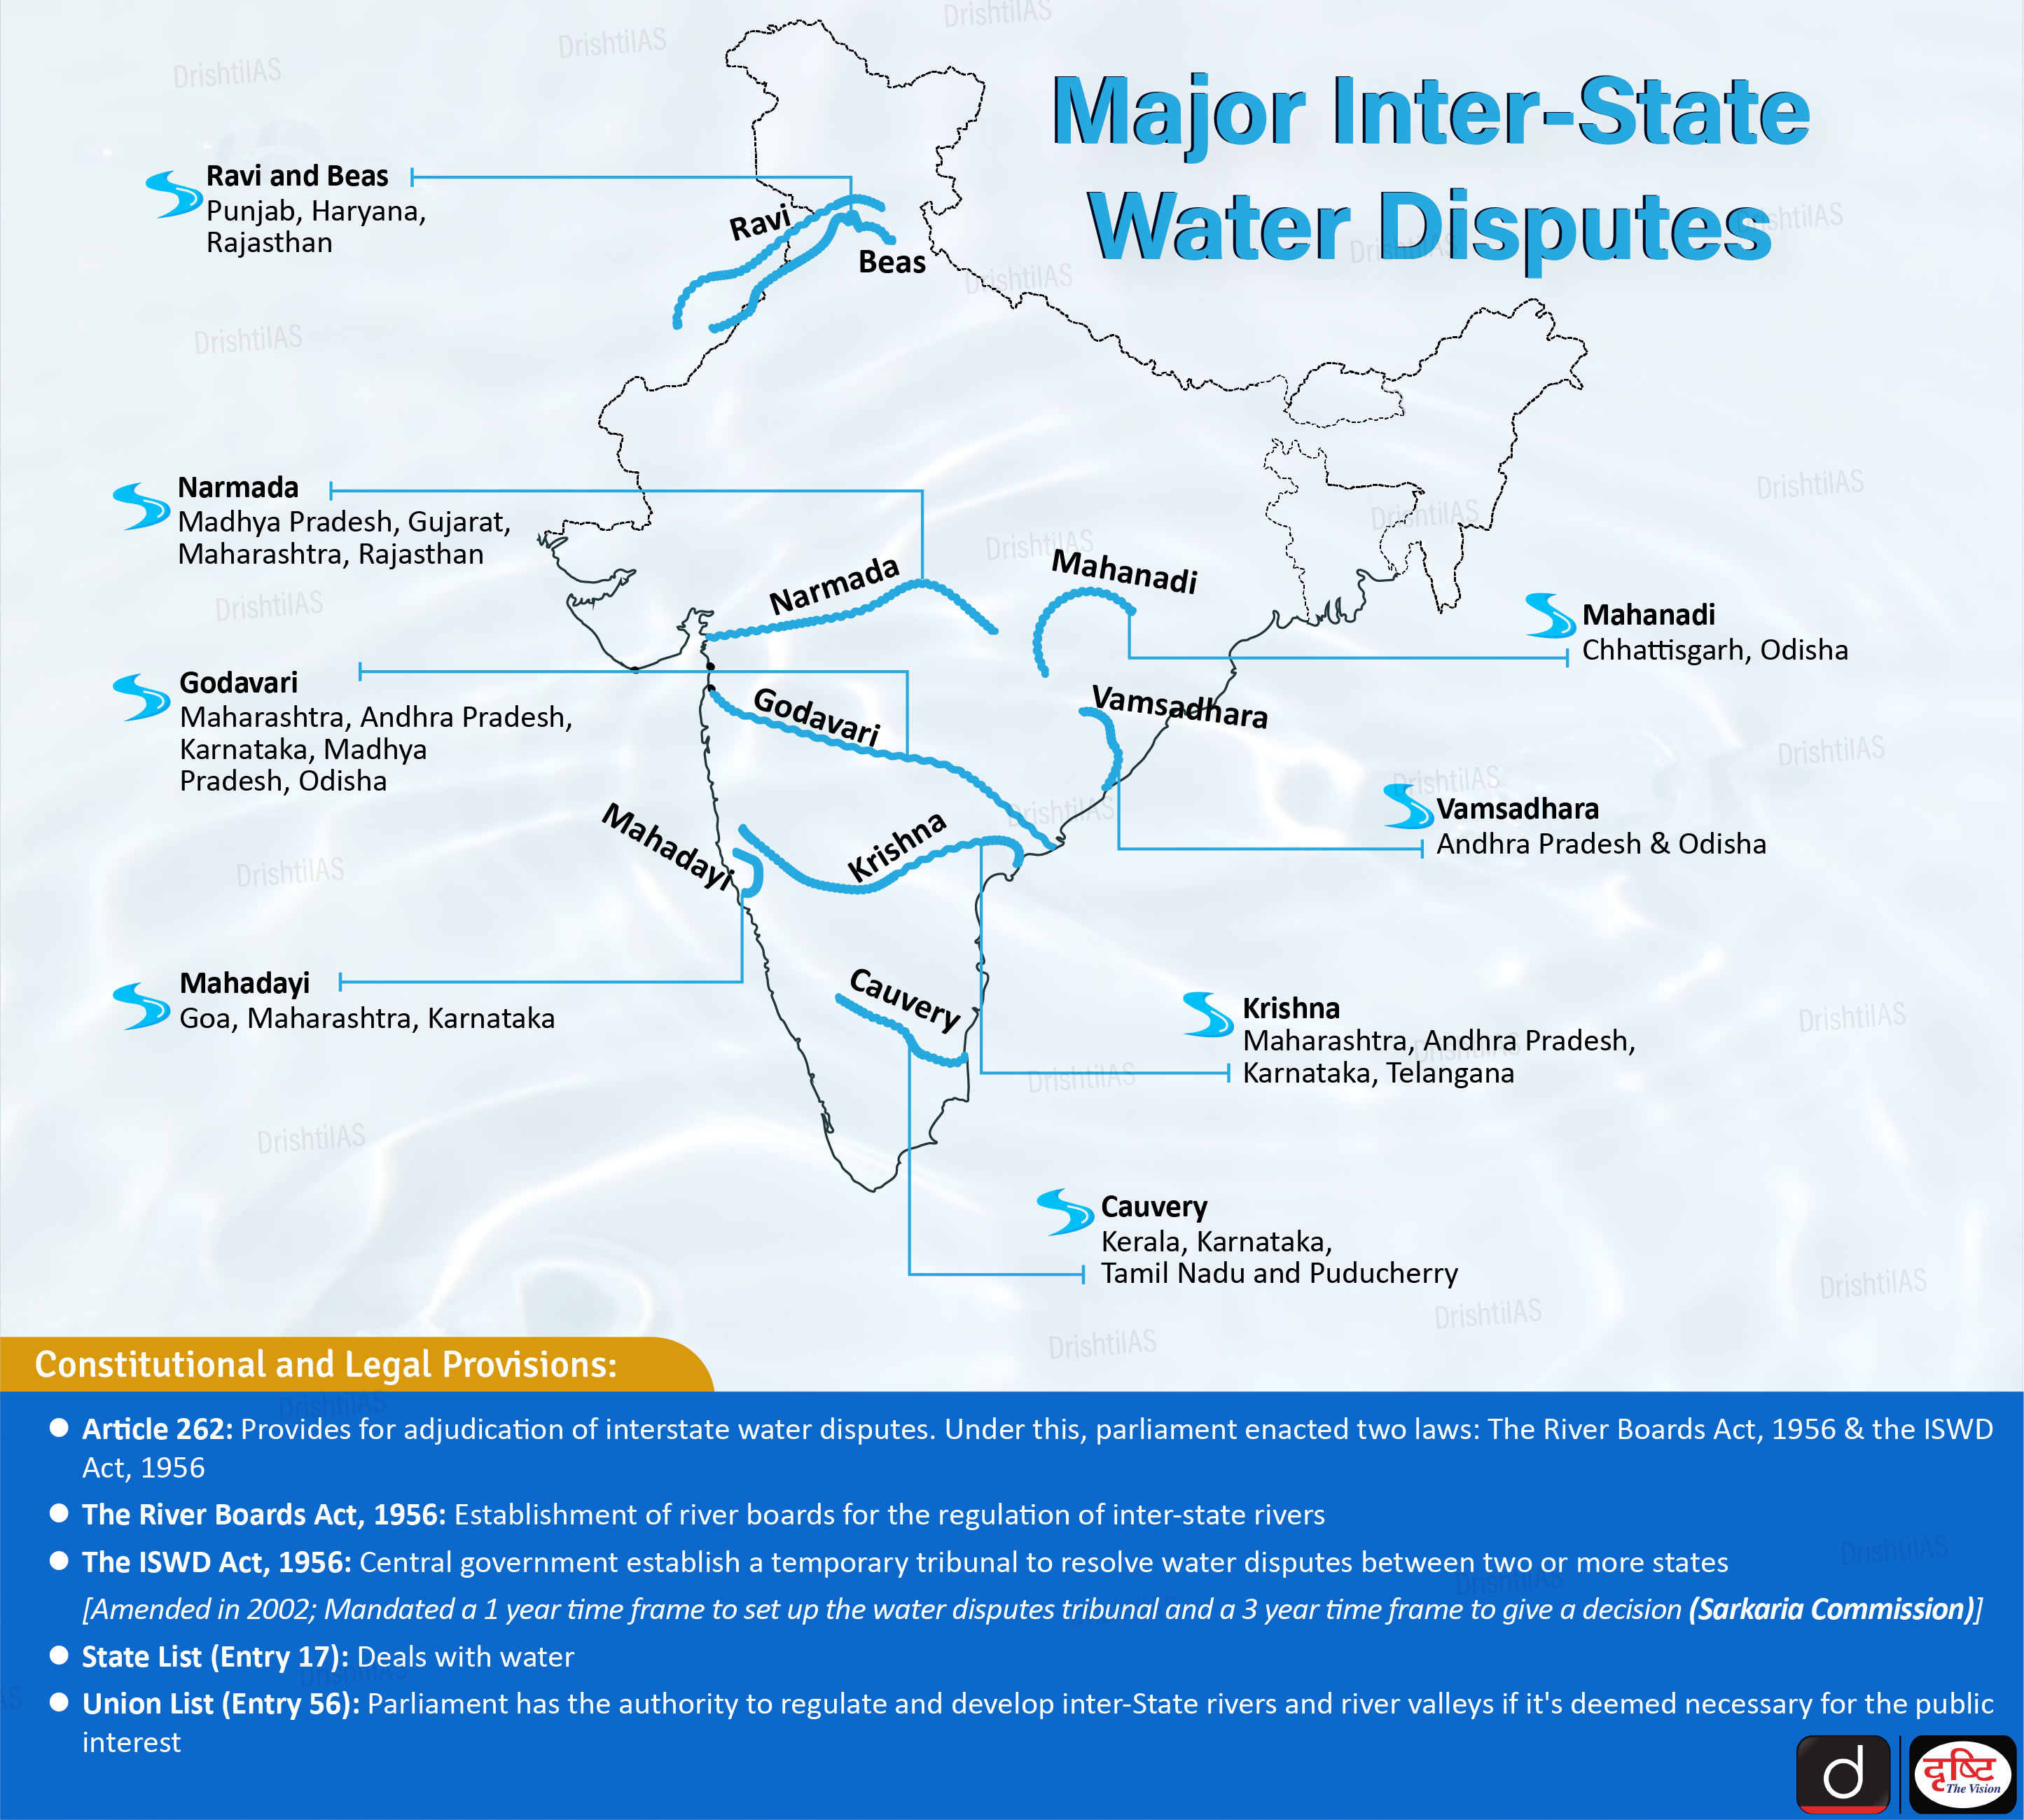 Major Inter-State
Water Disputes
Ravi and Beas
Punjab, Haryana,
Rajasthan
Ravi
Beas
Narmada
Madhya Pradesh, Gujarat,
Maharashtra, Rajasthan
Narmada
Mahanadi
Mahanadi
Chhattisgarh, Odisha
Godavari
Maharashtra, Andhra Pradesh,
Karnataka, Madhya
Pradesh, Odisha
Godavari
Vamsadhara
Vamsadhara
Andhra Pradesh & Odisha
Mahadayi
Krishna
Mahadayi
Goa, Maharashtra, Karnataka
Cauvery
Krishna
Maharashtra, Andhra Pradesh,
Karnataka, Telangana
Cauvery
Kerala, Karnataka,
Tamil Nadu and Puducherry
Constitutional and Legal Provisions:
● Article 262: Provides for adjudication of interstate water disputes. Under this, parliament enacted two laws: The River Boards Act, 1956 & the ISWD
Act, 1956
● The River Boards Act, 1956: Establishment of river boards for the regulation of inter-state rivers
● The ISWD Act, 1956: Central government establish a temporary tribunal to resolve water disputes between two or more states
[Amended in 2002; Mandated a 1 year time frame to set up the water disputes tribunal and a 3 year time frame to give a decision (Sarkaria Commission)]
● State List (Entry 17): Deals with water
● Union List (Entry 56): Parliament has the authority to regulate and develop inter-State rivers and river valleys if it's deemed necessary for the public
interest
d
दृष्टि
The Vision
DrishtiIAS